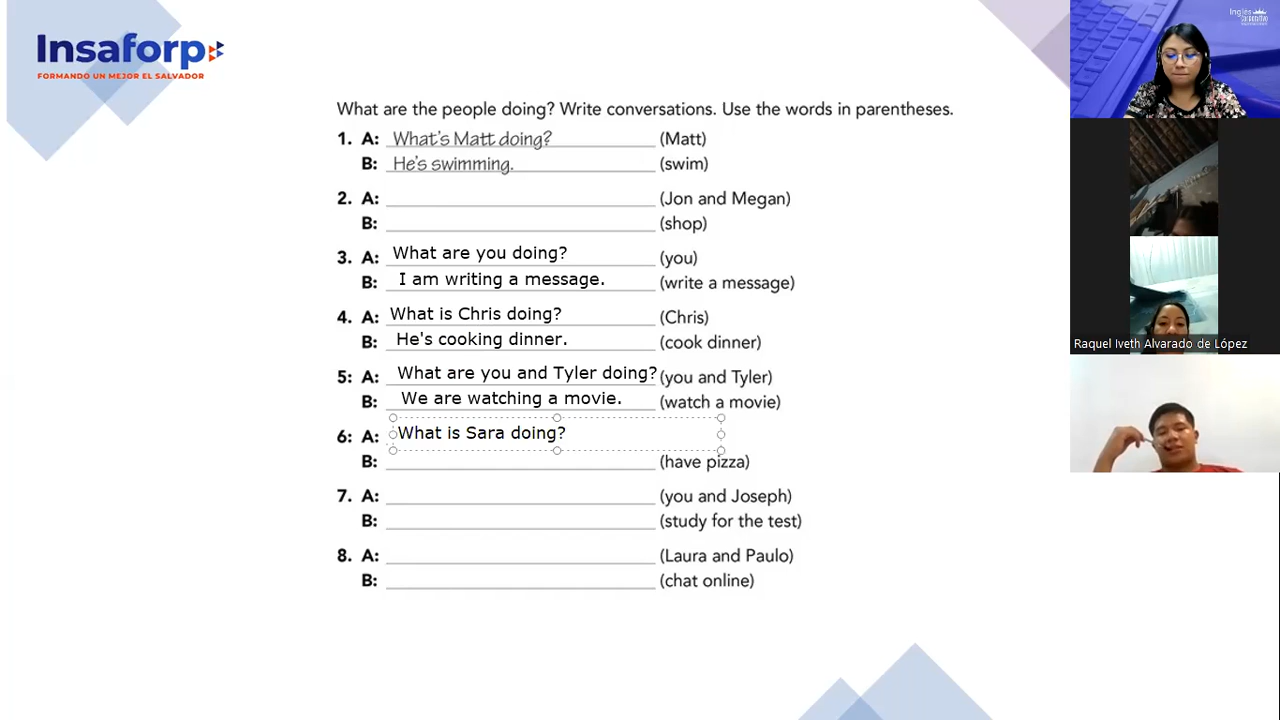 Insaforp
FORMANDO UN MEJOR EL SALVADOR
What are the people doing? Write conversations. Use the words in parentheses.
1. A: What's Matt doing? (Matt)
B: He's swimming. (swim)
2. A: (Jon and Megan)
B: (shop)
3. A: What are you doing? (you)
B: I am writing a message. (write a message)
4. A: What is Chris doing? (Chris)
B: He's cooking dinner. (cook dinner)
5: A: What are you and Tyler doing? (you and Tyler)
B: We are watching a movie. (watch a movie)
6: A: What is Sara doing?
B: (have pizza)
7. A: (you and Joseph)
B: (study for the test)
8. A: (Laura and Paulo)
B: (chat online)
Inglés
Raquel Iveth Alvarado de López